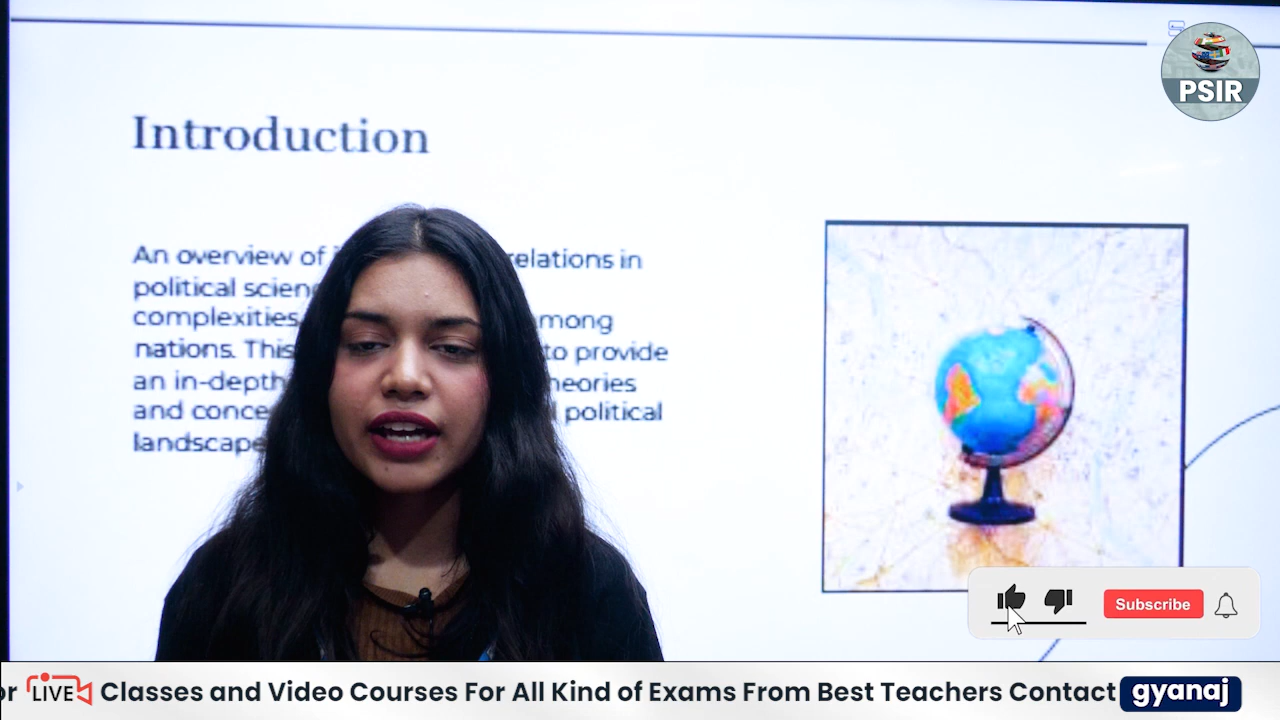 PSIR
Introduction
An overview of relations in
political scien
complexities mong
nations. This to provide
an in-depth heories
and conce political
landscape
Subscribe
or LIVE Classes and Video Courses For All Kind of Exams From Best Teachers Contact gyanaj